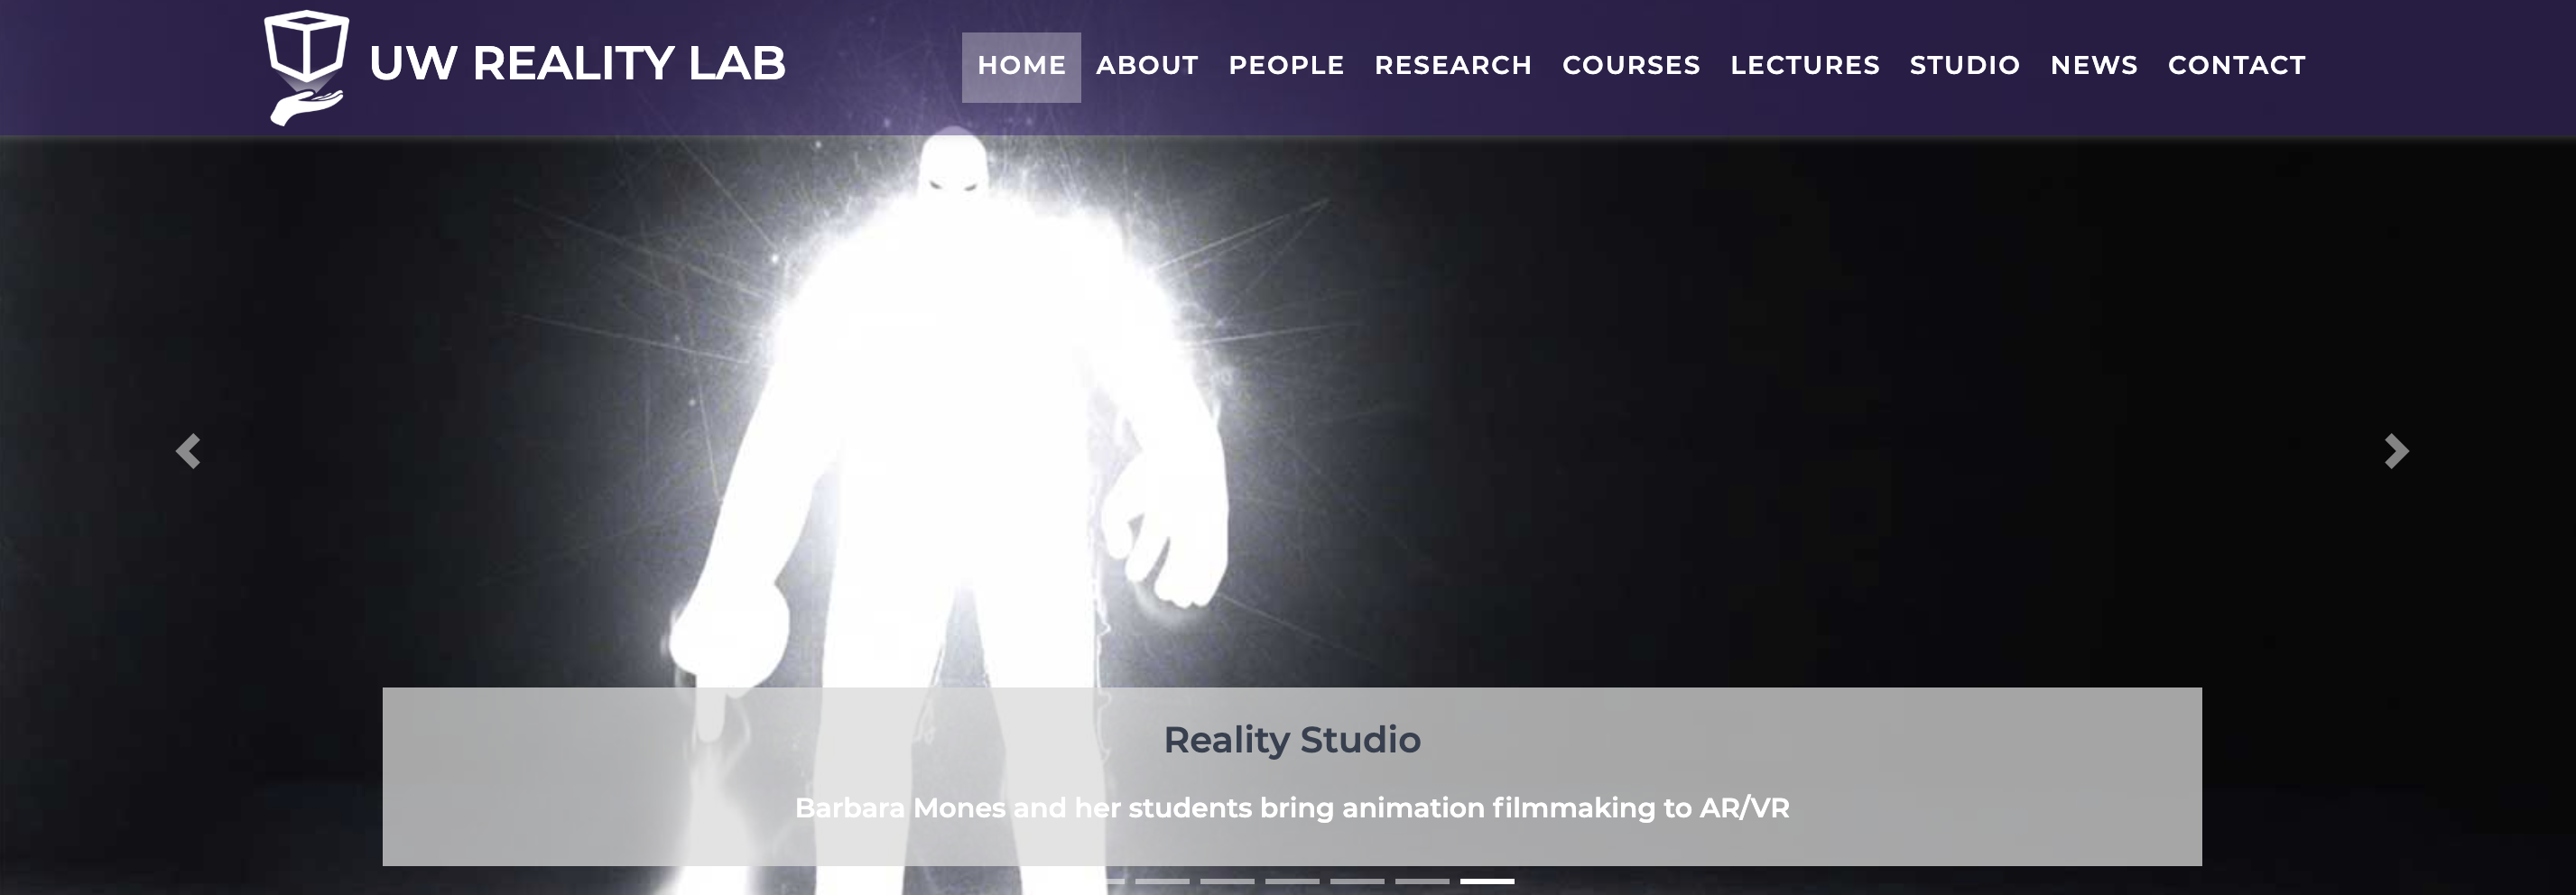 UW REALITY LAB
HOME ABOUT PEOPLE RESEARCH COURSES LECTURES STUDIO NEWS CONTACT
Reality Studio
Barbara Mones and her students bring animation filmmaking to AR/VR